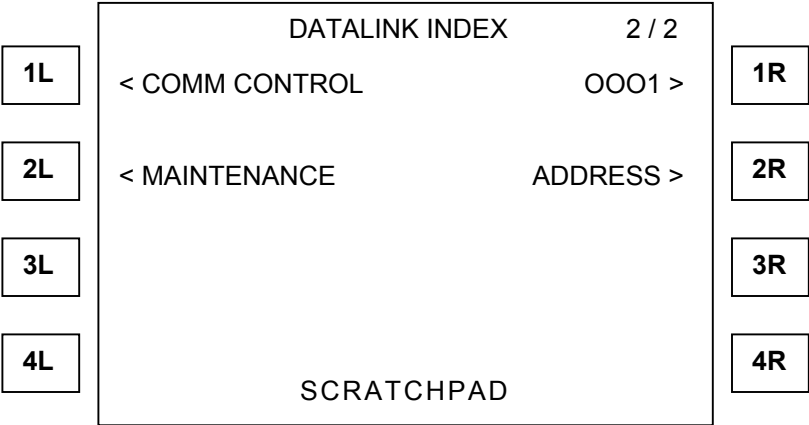 DATALINK INDEX 2 / 2
1L < COMM CONTROL OOO1 > 1R
2L < MAINTENANCE ADDRESS > 2R
3L 3R
4L 4R
SCRATCHPAD